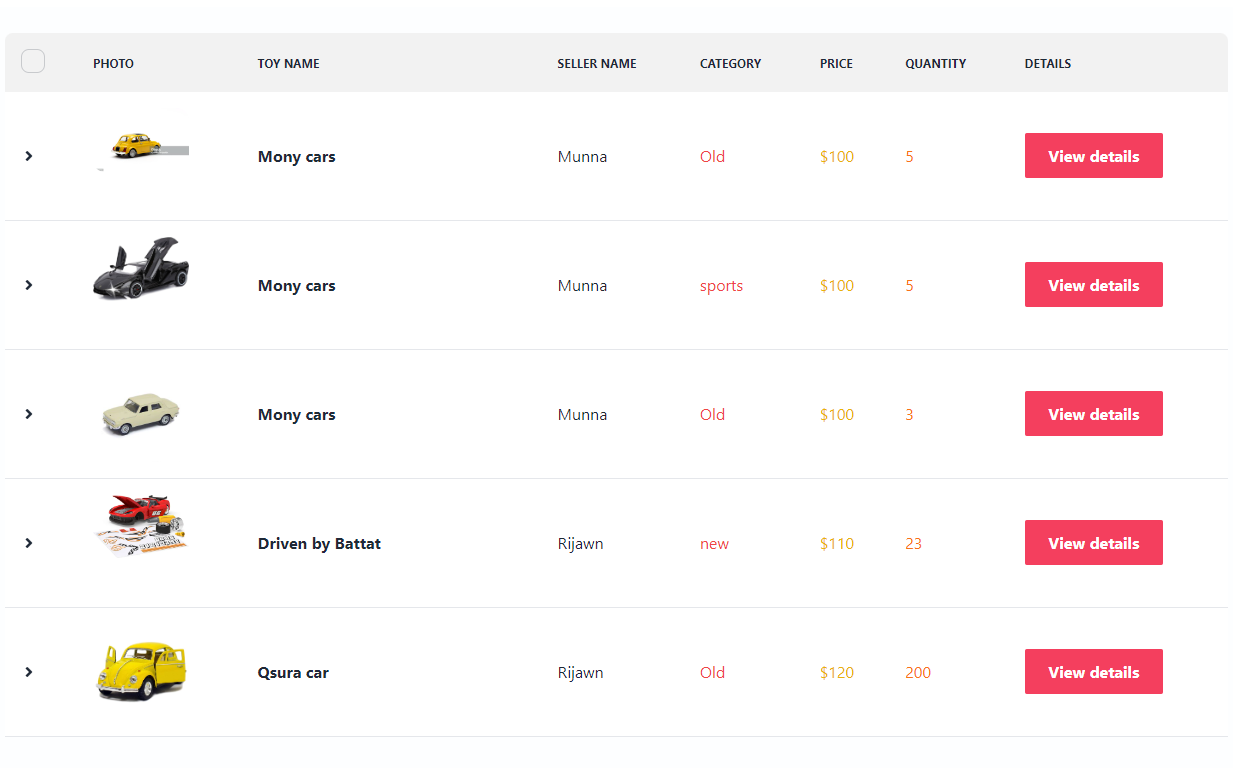 PHOTO TOY NAME SELLER NAME CATEGORY PRICE QUANTITY DETAILS
Mony cars Munna Old $100 5 View details
Mony cars Munna sports $100 5 View details
Mony cars Munna Old $100 3 View details
Driven by Battat Rijawn new $110 23 View details
Qsura car Rijawn Old $120 200 View details